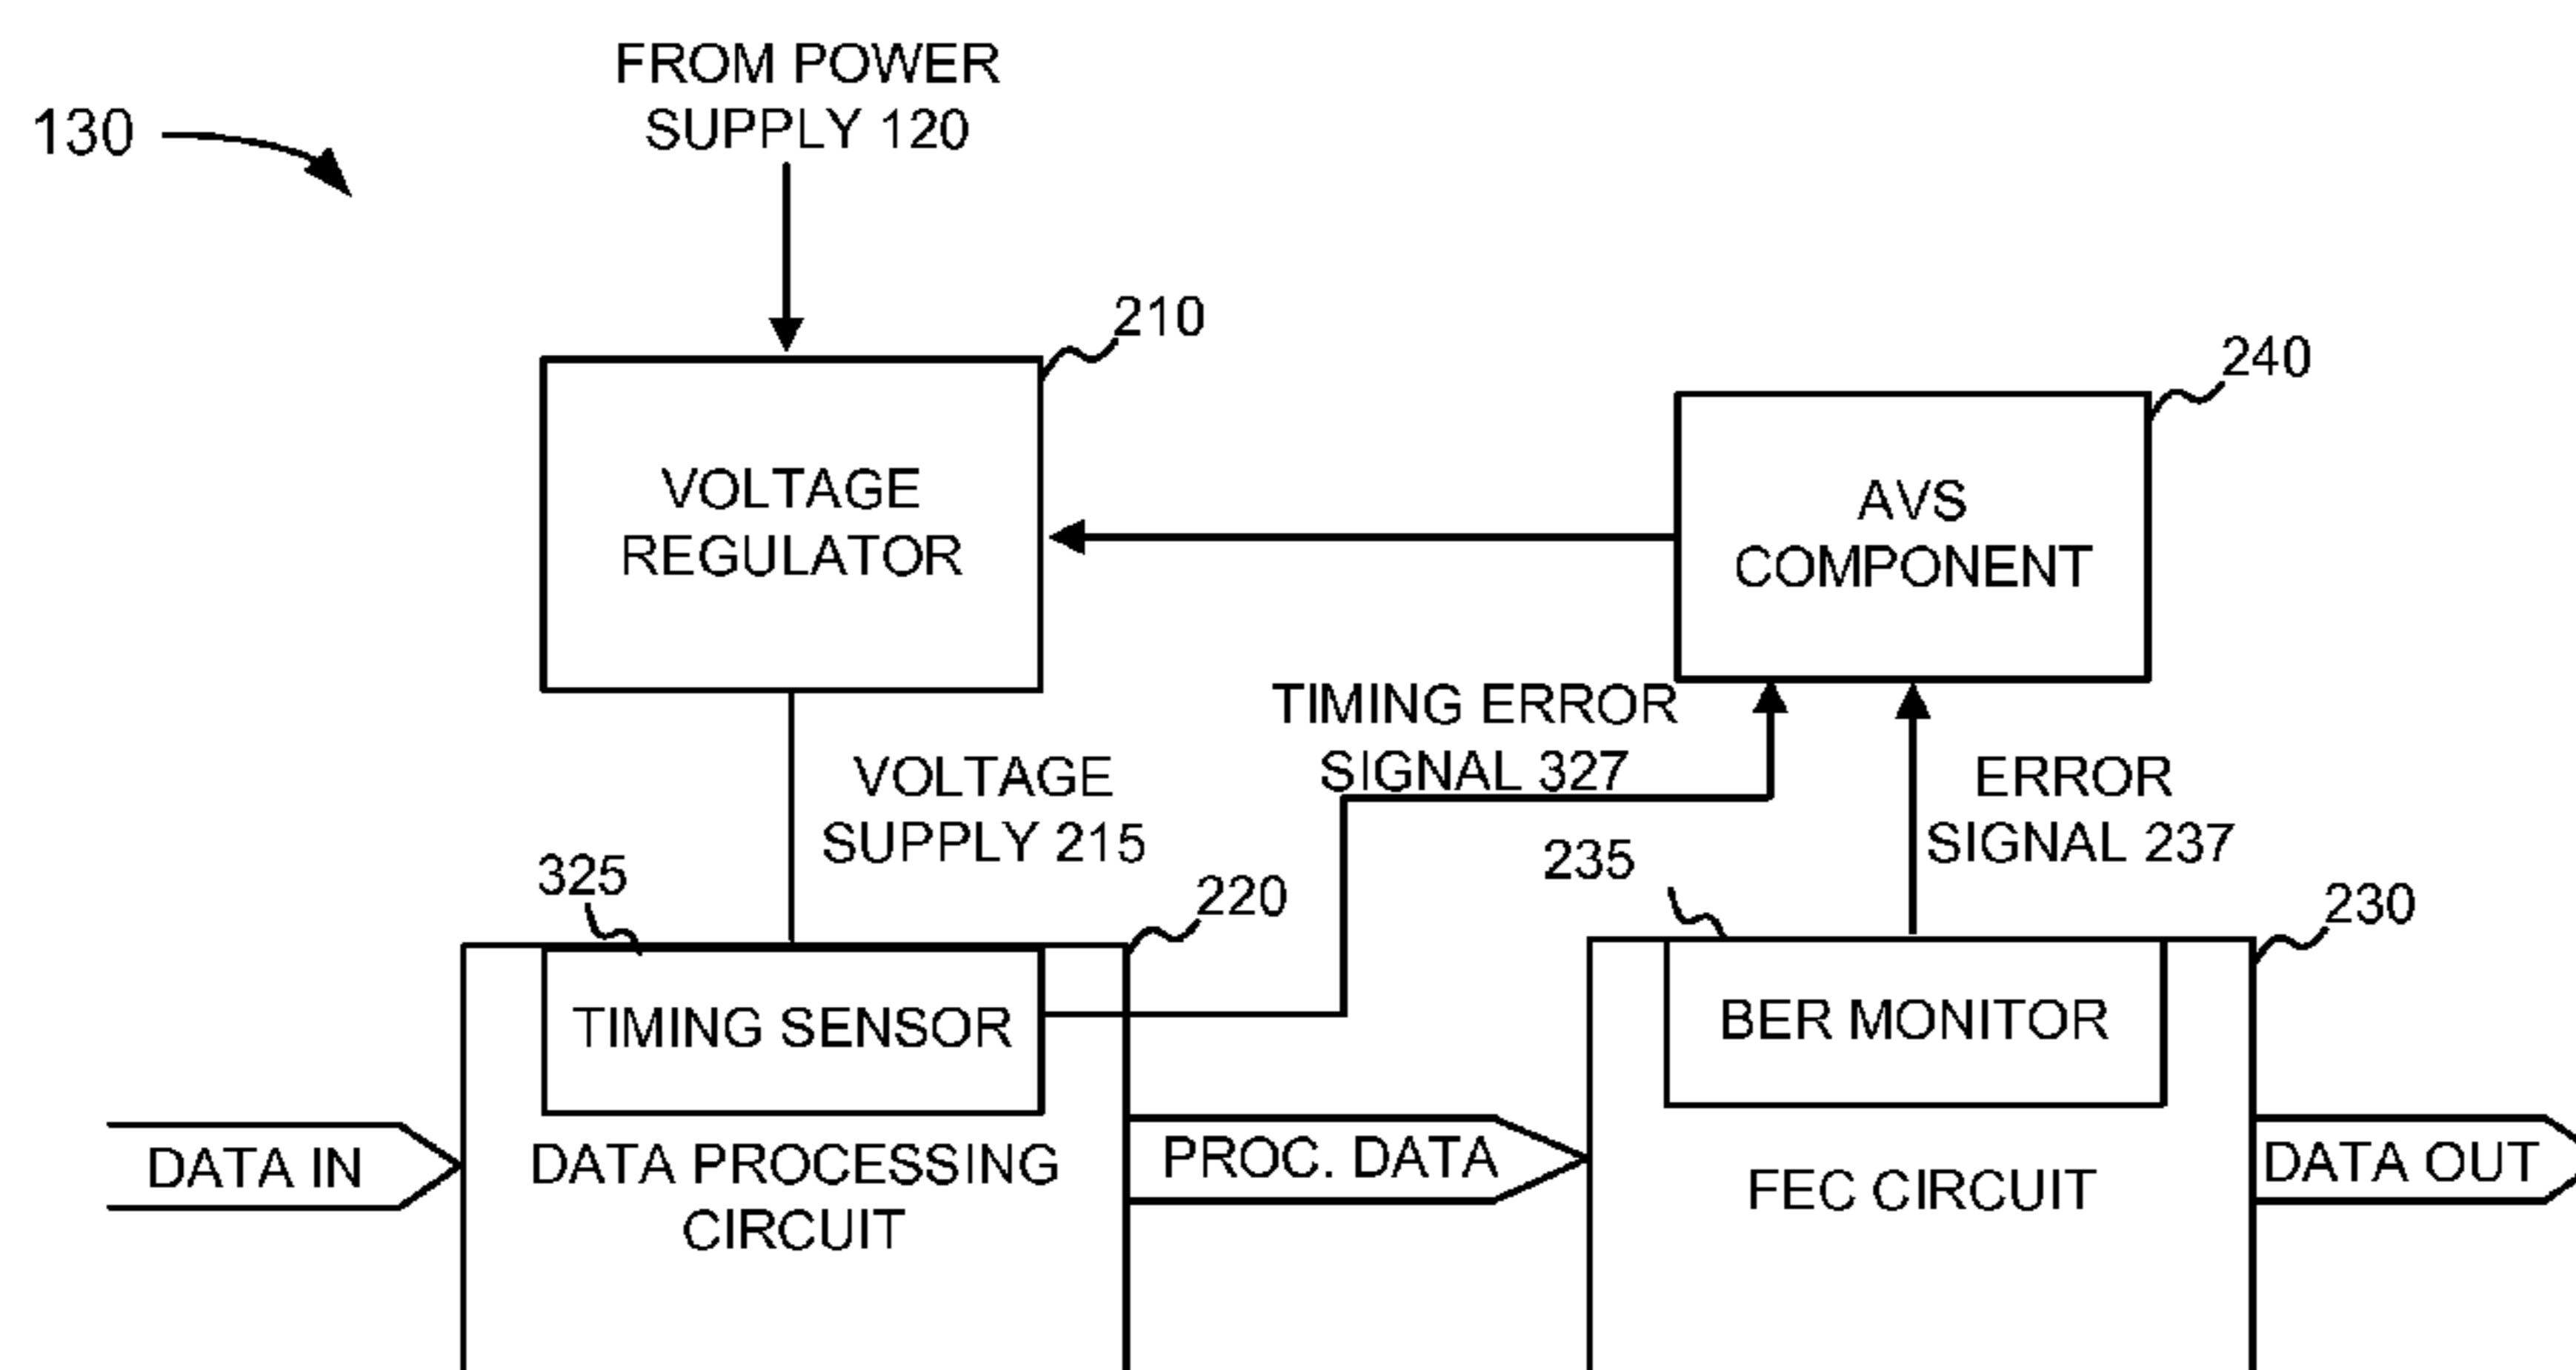 FROM POWER
SUPPLY 120
130
210
240
VOLTAGE
REGULATOR
AVS
COMPONENT
TIMING ERROR
SIGNAL 327
VOLTAGE
SUPPLY 215
ERROR
SIGNAL 237
325
220
235
230
TIMING SENSOR
BER MONITOR
DATA IN
DATA PROCESSING
CIRCUIT
PROC. DATA
FEC CIRCUIT
DATA OUT